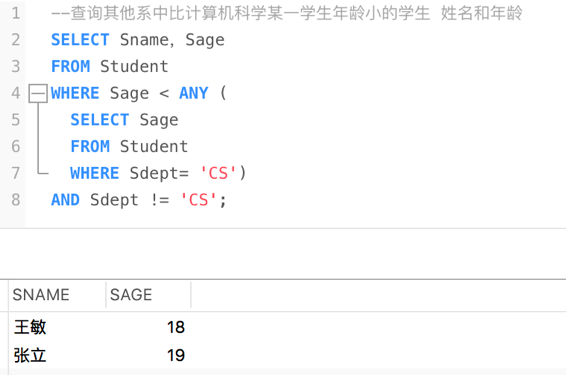 1 --查询其他系中比计算机科学某一学生年龄小的学生 姓名和年龄
2 SELECT Sname, Sage
3 FROM Student
4 WHERE Sage < ANY (
5 SELECT Sage
6 FROM Student
7 WHERE Sdept= 'CS')
8 AND Sdept != 'CS';
SNAME SAGE
王敏 18
张立 19